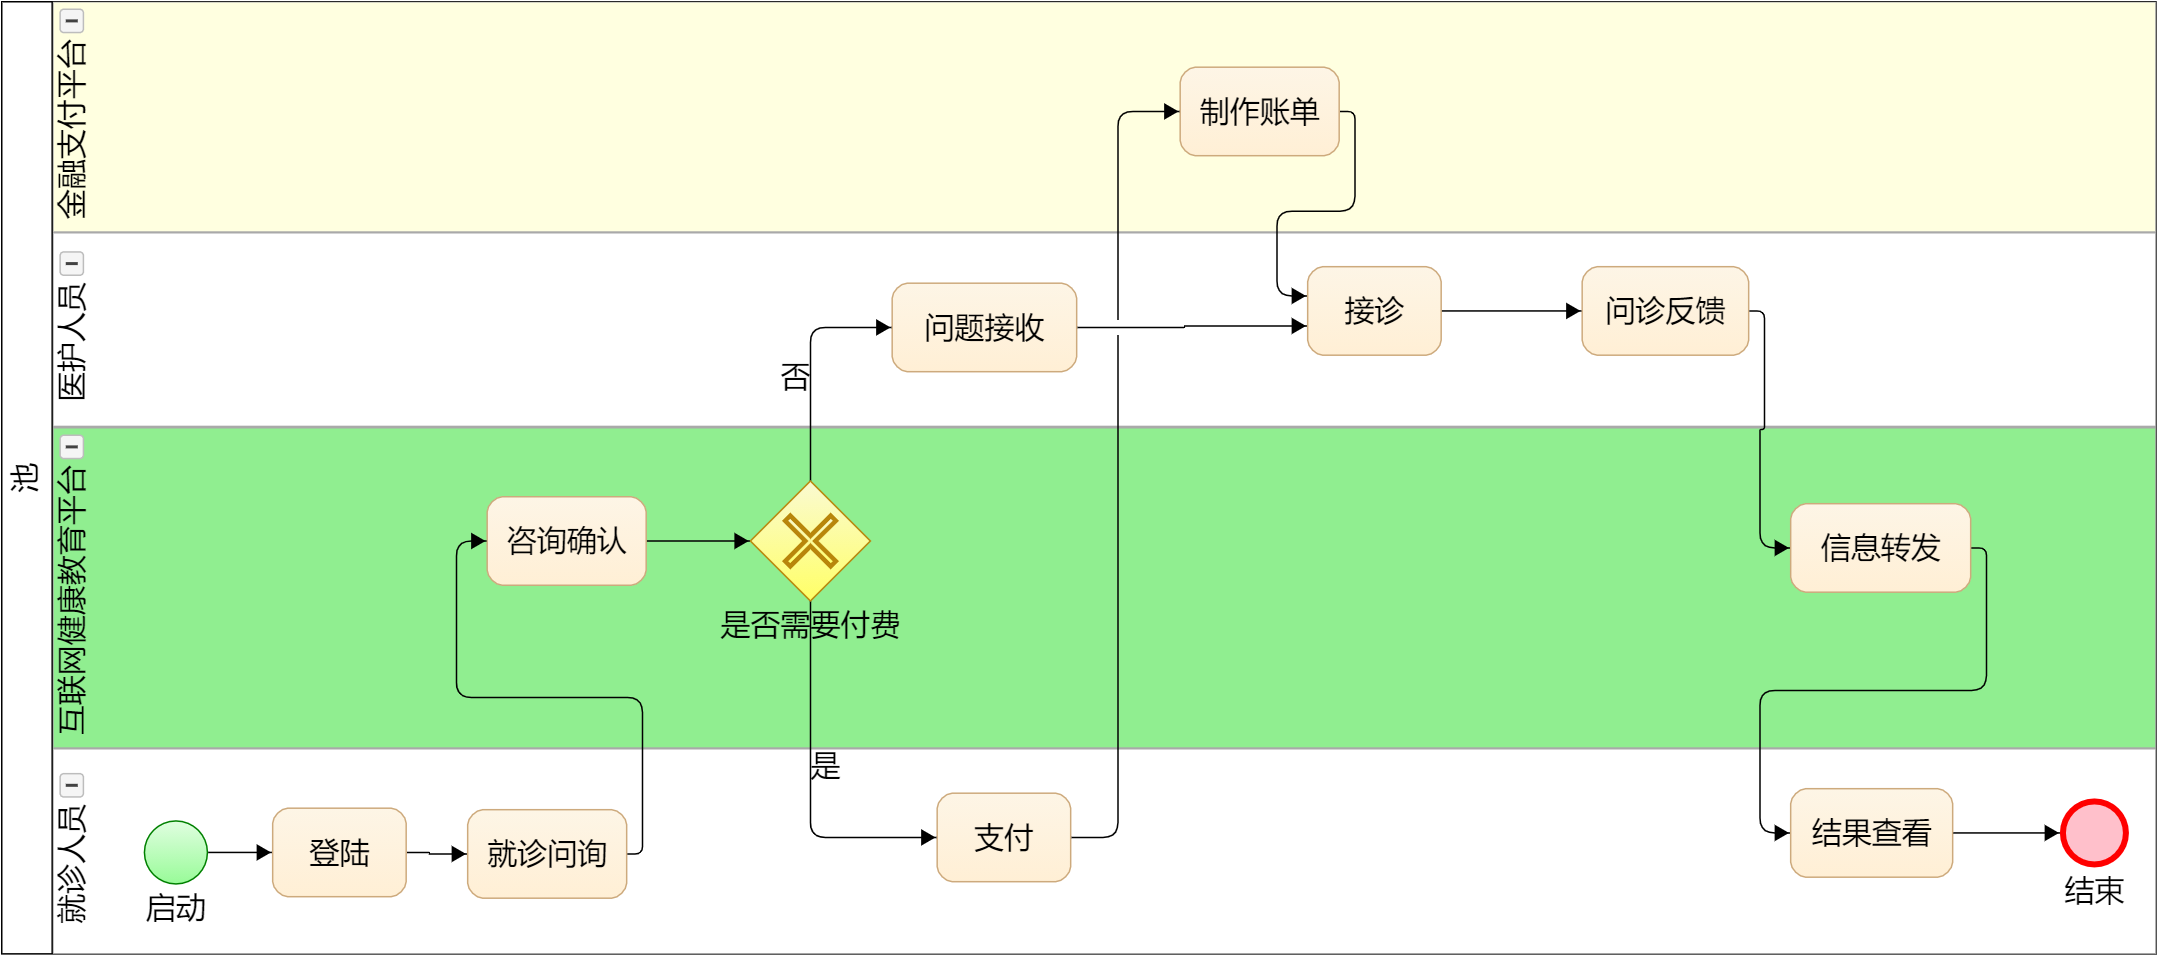 池
金融支付平台
制作账单
医护人员
问题接收
接诊
问诊反馈
否
互联网健康教育平台
咨询确认
是否需要付费
信息转发
就诊人员
是
启动
登陆
就诊问询
支付
结果查看
结束